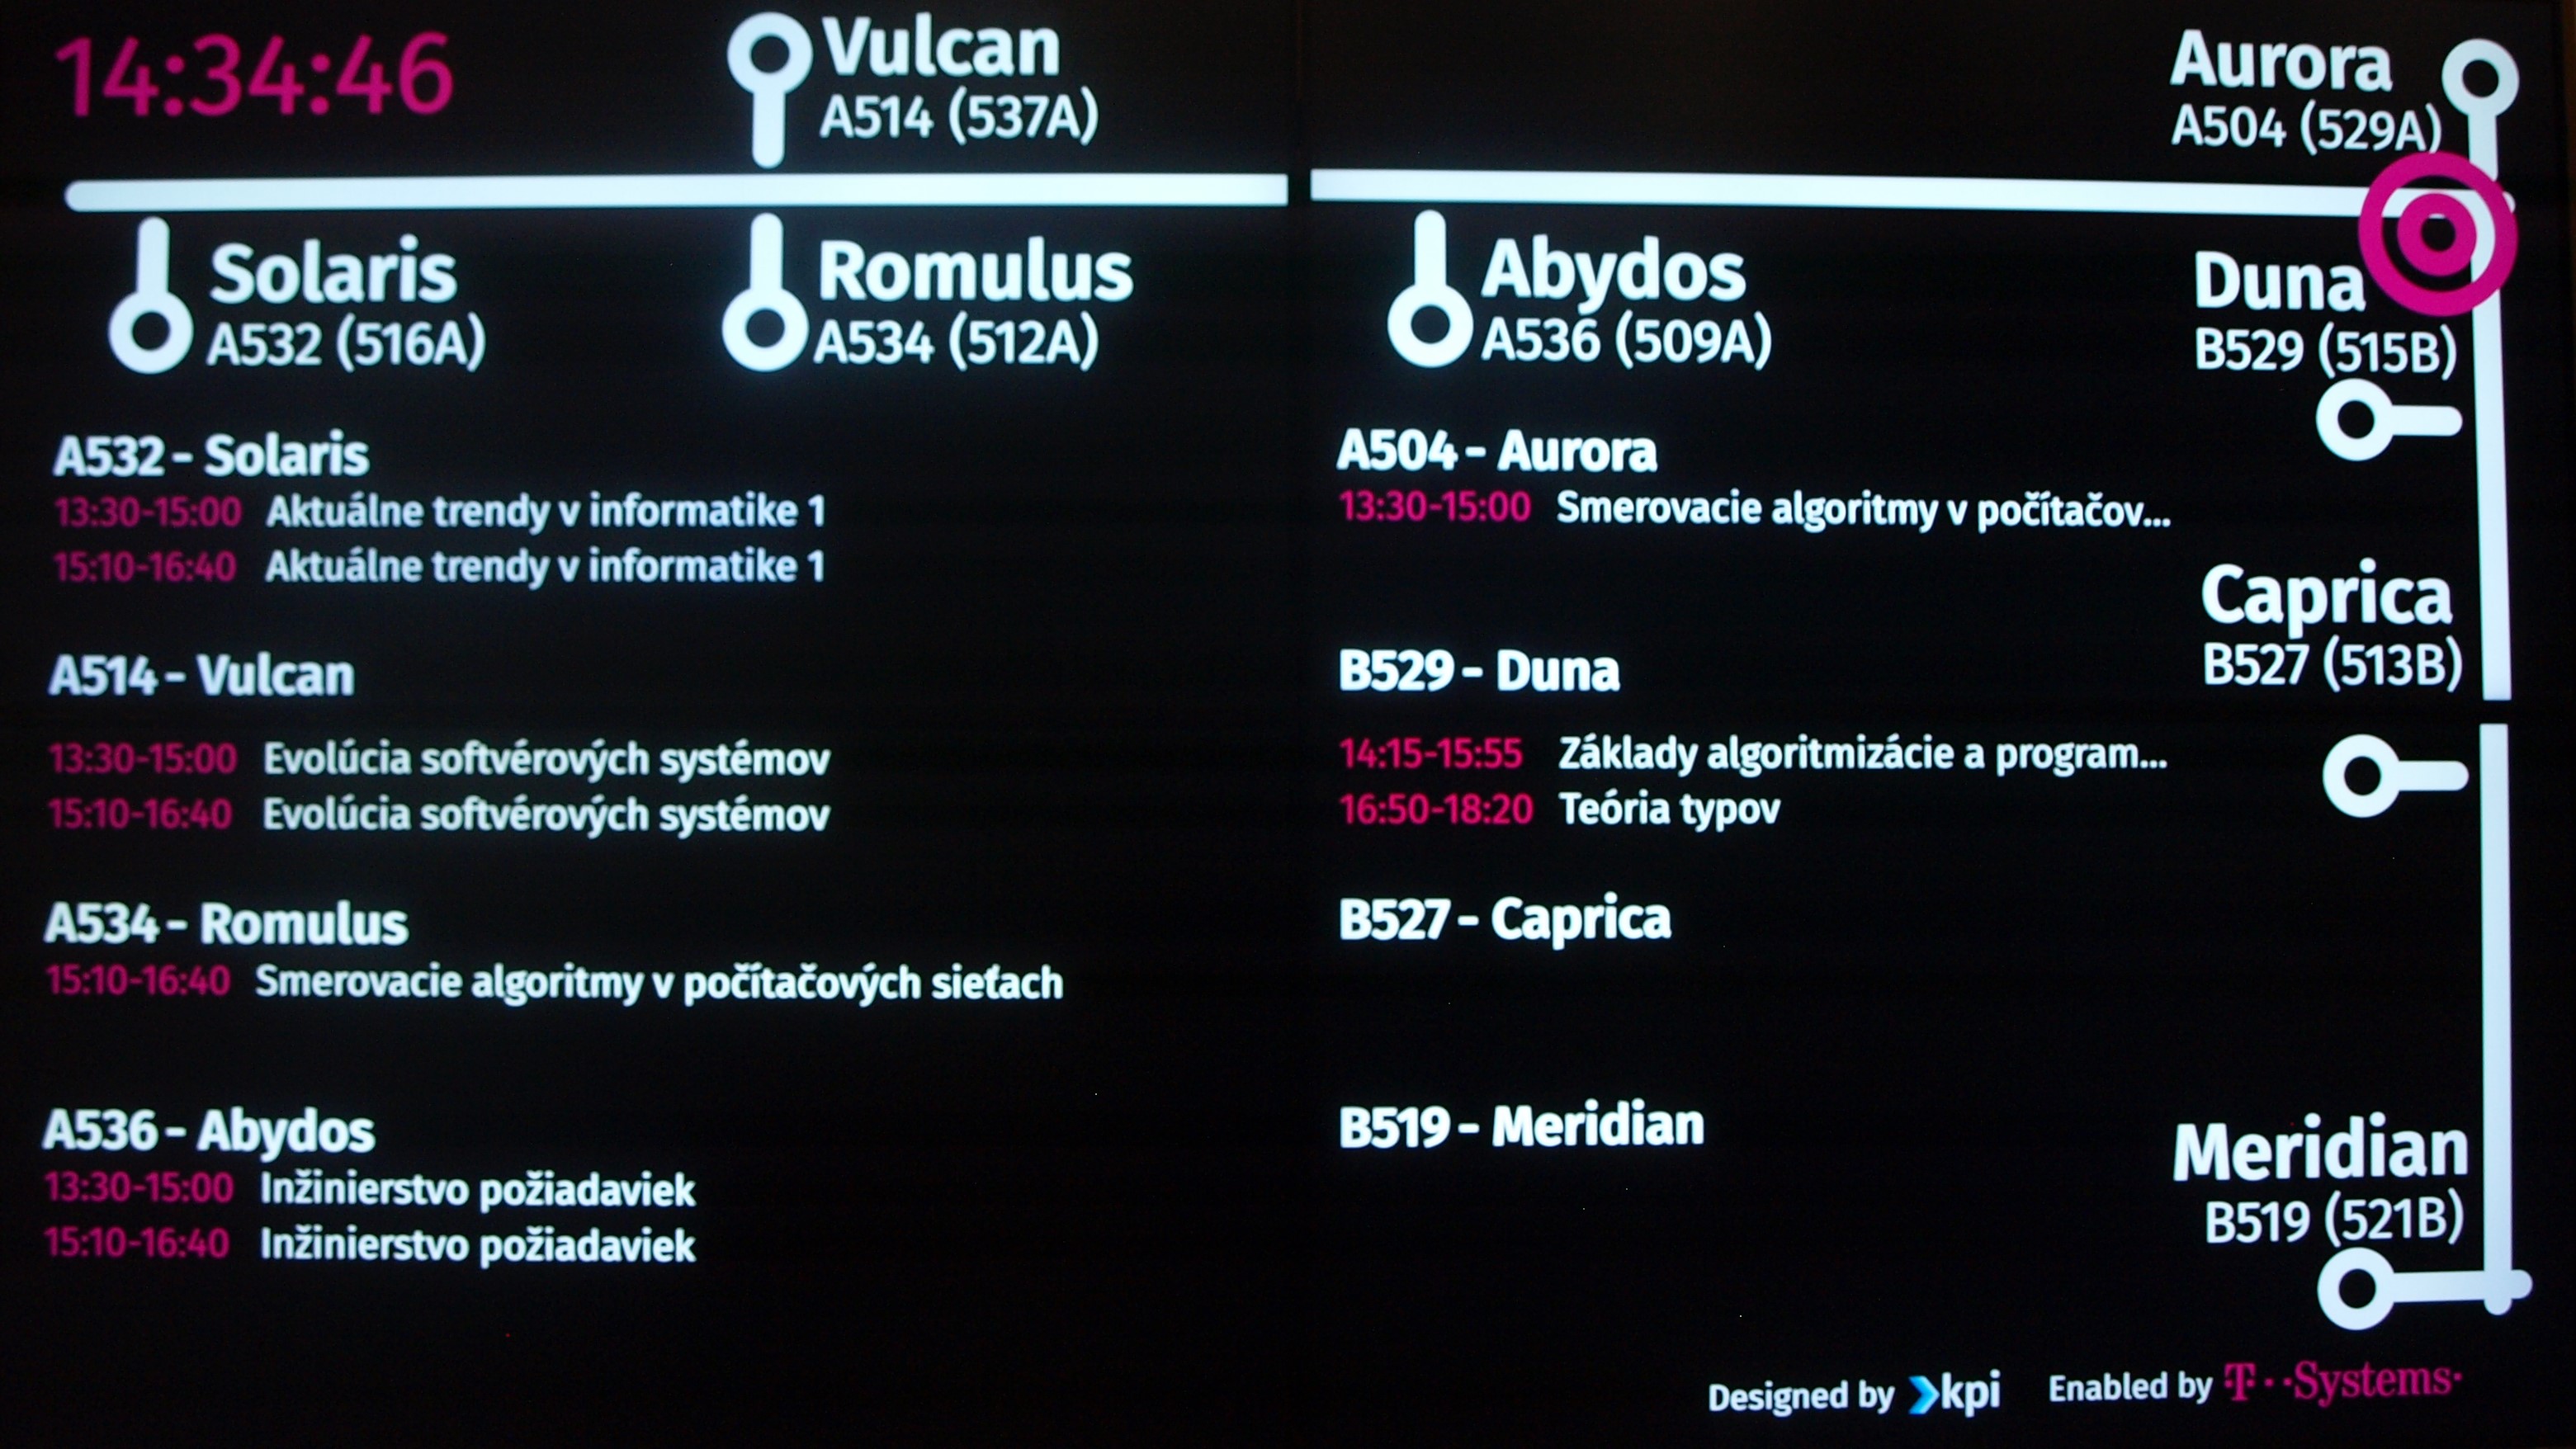 14:34:46
Vulcan
A514 (537A)
Aurora
A504 (529A)
Solaris
A532 (516A)
Romulus
A534 (512A)
Abydos
A536 (509A)
Duna
B529 (515B)
A532 - Solaris
13:30-15:00 Aktuálne trendy v informatike 1
15:10-16:40 Aktuálne trendy v informatike 1
A514 - Vulcan
13:30-15:00 Evolúcia softvérových systémov
15:10-16:40 Evolúcia softvérových systémov
A534 - Romulus
15:10-16:40 Smerovacie algoritmy v počítačových sieťach
A536 - Abydos
13:30-15:00 Inžinierstvo požiadaviek
15:10-16:40 Inžinierstvo požiadaviek
A504 - Aurora
13:30-15:00 Smerovacie algoritmy v počítačov...
Caprica
B527 (513B)
B529 - Duna
14:15-15:55 Základy algoritmizácie a program...
16:50-18:20 Teória typov
B527 - Caprica
B519 - Meridian
Meridian
B519 (521B)
Designed by kpi Enabled by T··Systems·